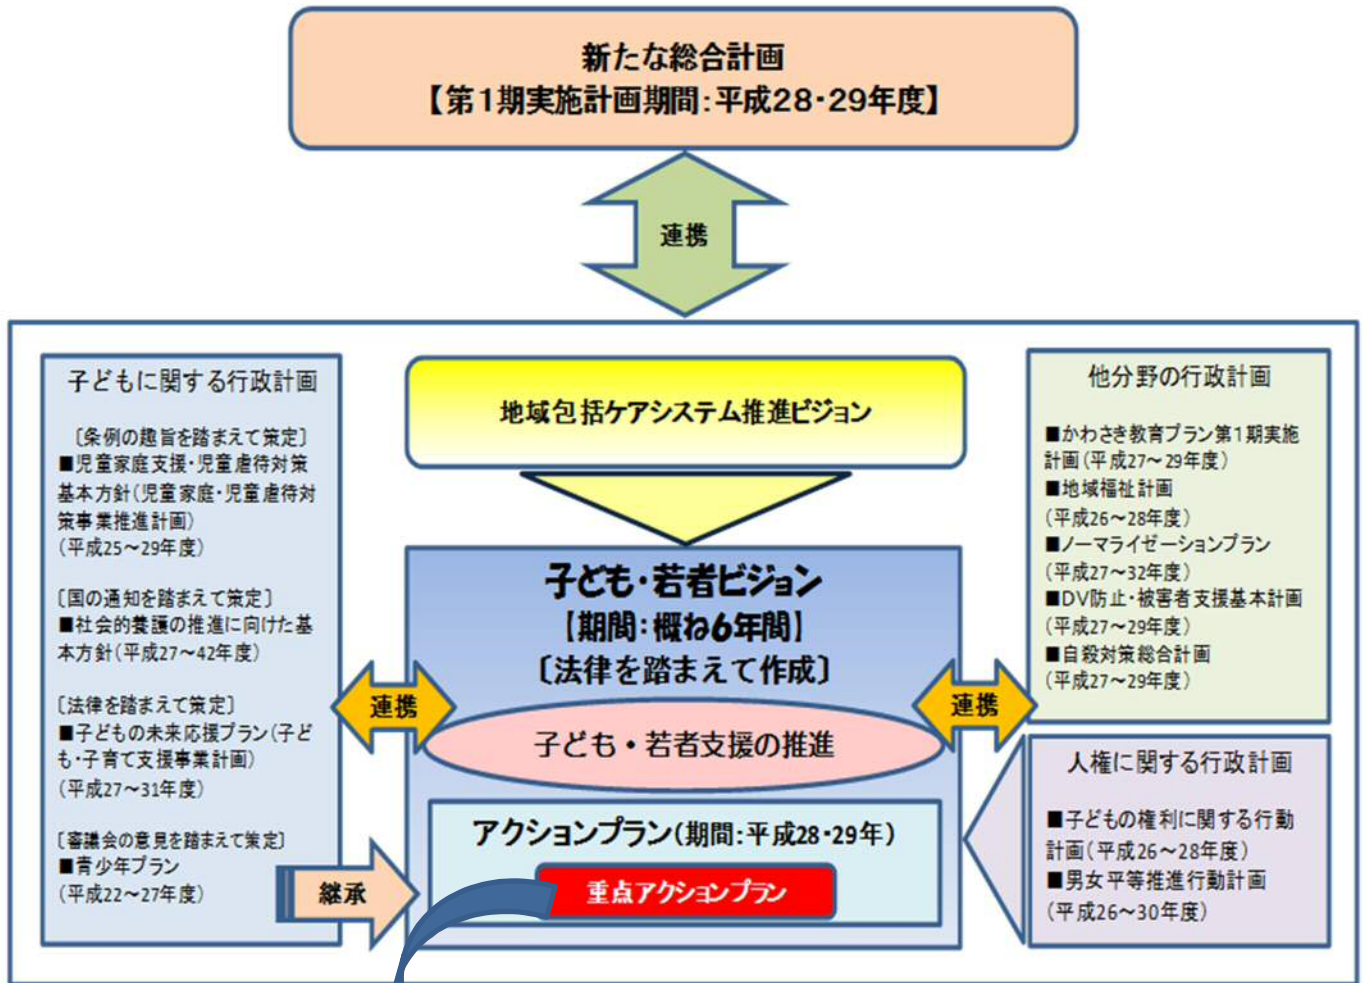 新たな総合計画
【第1期実施計画期間:平成28・29年度】
連携
子どもに関する行政計画
〔条例の趣旨を踏まえて策定〕
■児童家庭支援・児童虐待対策
基本方針(児童家庭・児童虐待対
策事業推進計画)
(平成25～29年度)
〔国の通知を踏まえて策定〕
■社会的養護の推進に向けた基
本方針(平成27～42年度)
〔法律を踏まえて策定〕
■子どもの未来応援プラン(子ど
も・子育て支援事業計画)
(平成27～31年度)
〔審議会の意見を踏まえて策定〕
■青少年プラン
(平成22～27年度)
継承
連携
地域包括ケアシステム推進ビジョン
子ども・若者ビジョン
【期間:概ね6年間】
〔法律を踏まえて作成〕
子ども・若者支援の推進
アクションプラン(期間:平成28・29年)
重点アクションプラン
連携
他分野の行政計画
■かわさき教育プラン第1期実施
計画(平成27～29年度)
■地域福祉計画
(平成26～28年度)
■ノーマライゼーションプラン
(平成27～32年度)
■DV防止・被害者支援基本計画
(平成27～29年度)
■自殺対策総合計画
(平成27～29年度)
人権に関する行政計画
■子どもの権利に関する行動
計画(平成26～28年度)
■男女平等推進行動計画
(平成26～30年度)